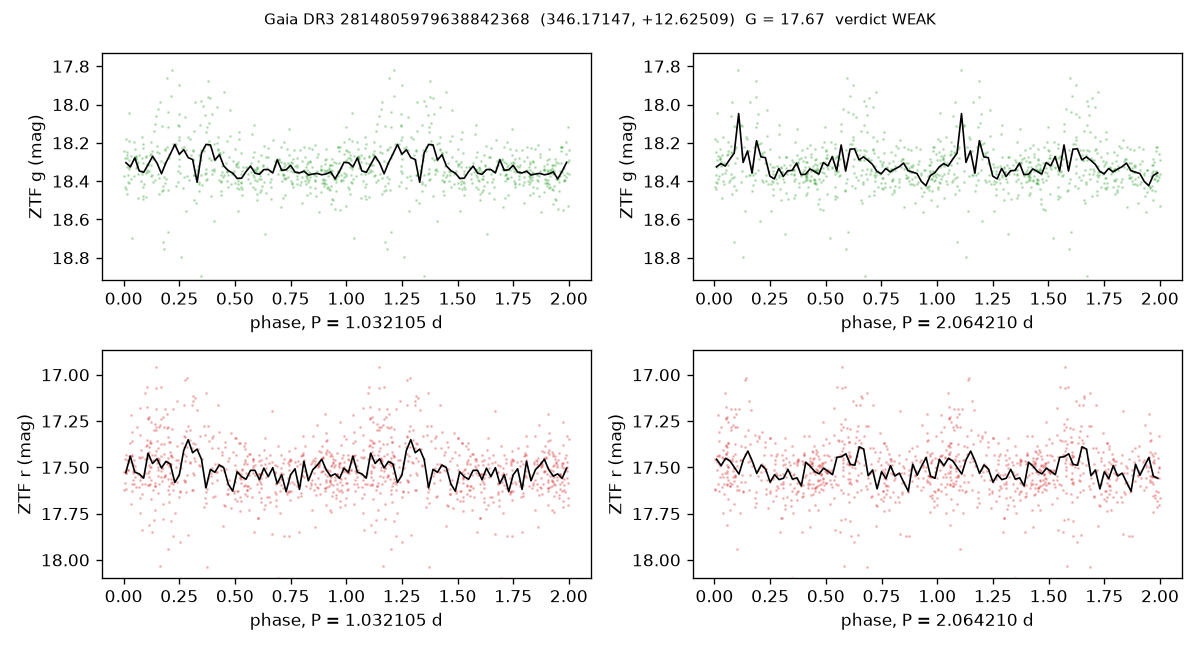 Gaia DR3 2814805979638842368 (346.17147, +12.62509) G = 17.67 verdict WEAK
ZTF g (mag)
17.8
18.0
18.2
18.4
18.6
18.8
0.00 0.25 0.50 0.75 1.00 1.25 1.50 1.75 2.00
phase, P = 1.032105 d
ZTF g (mag)
17.8
18.0
18.2
18.4
18.6
18.8
0.00 0.25 0.50 0.75 1.00 1.25 1.50 1.75 2.00
phase, P = 2.064210 d
ZTF r (mag)
17.00
17.25
17.50
17.75
18.00
0.00 0.25 0.50 0.75 1.00 1.25 1.50 1.75 2.00
phase, P = 1.032105 d
ZTF r (mag)
17.00
17.25
17.50
17.75
18.00
0.00 0.25 0.50 0.75 1.00 1.25 1.50 1.75 2.00
phase, P = 2.064210 d